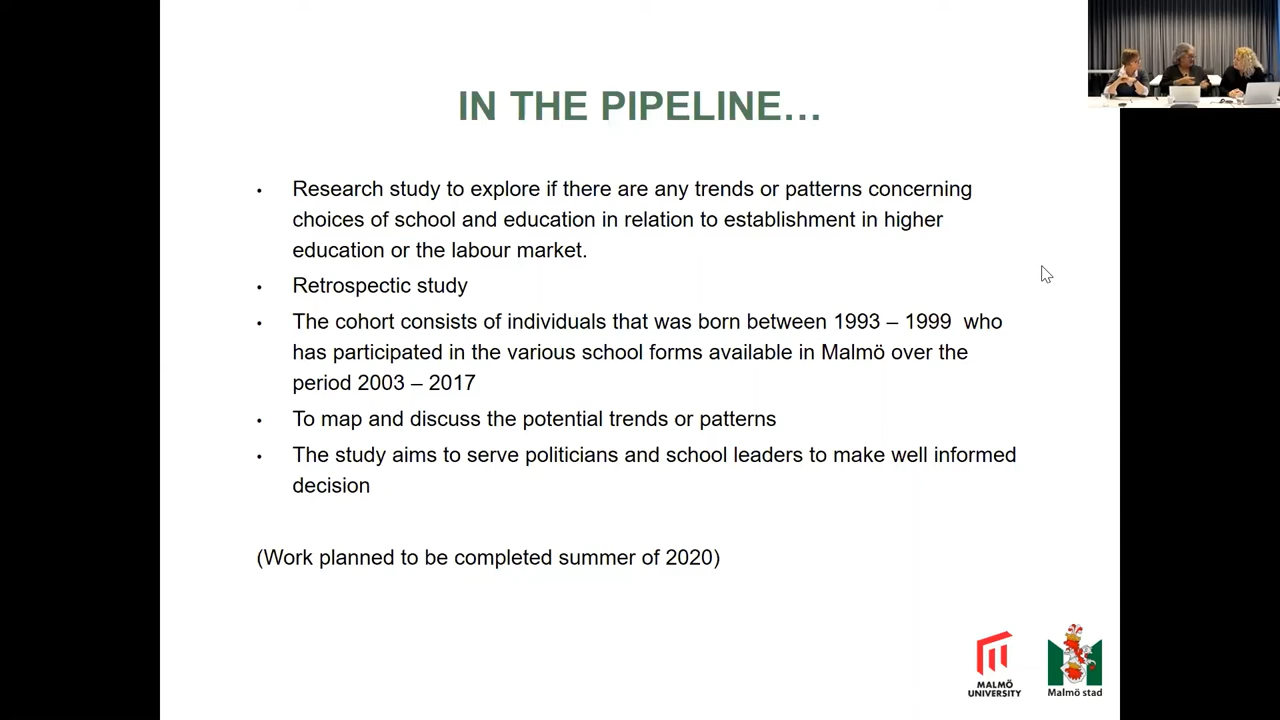 IN THE PIPELINE…
• Research study to explore if there are any trends or patterns concerning
choices of school and education in relation to establishment in higher
education or the labour market.
• Retrospectic study
• The cohort consists of individuals that was born between 1993 – 1999 who
has participated in the various school forms available in Malmö over the
period 2003 – 2017
• To map and discuss the potential trends or patterns
• The study aims to serve politicians and school leaders to make well informed
decision
(Work planned to be completed summer of 2020)
MALMÖ
UNIVERSITY
Malmö stad